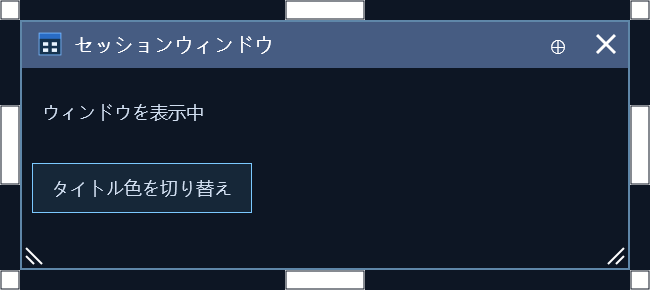 セッションウィンドウ
ウィンドウを表示中
タイトル色を切り替え